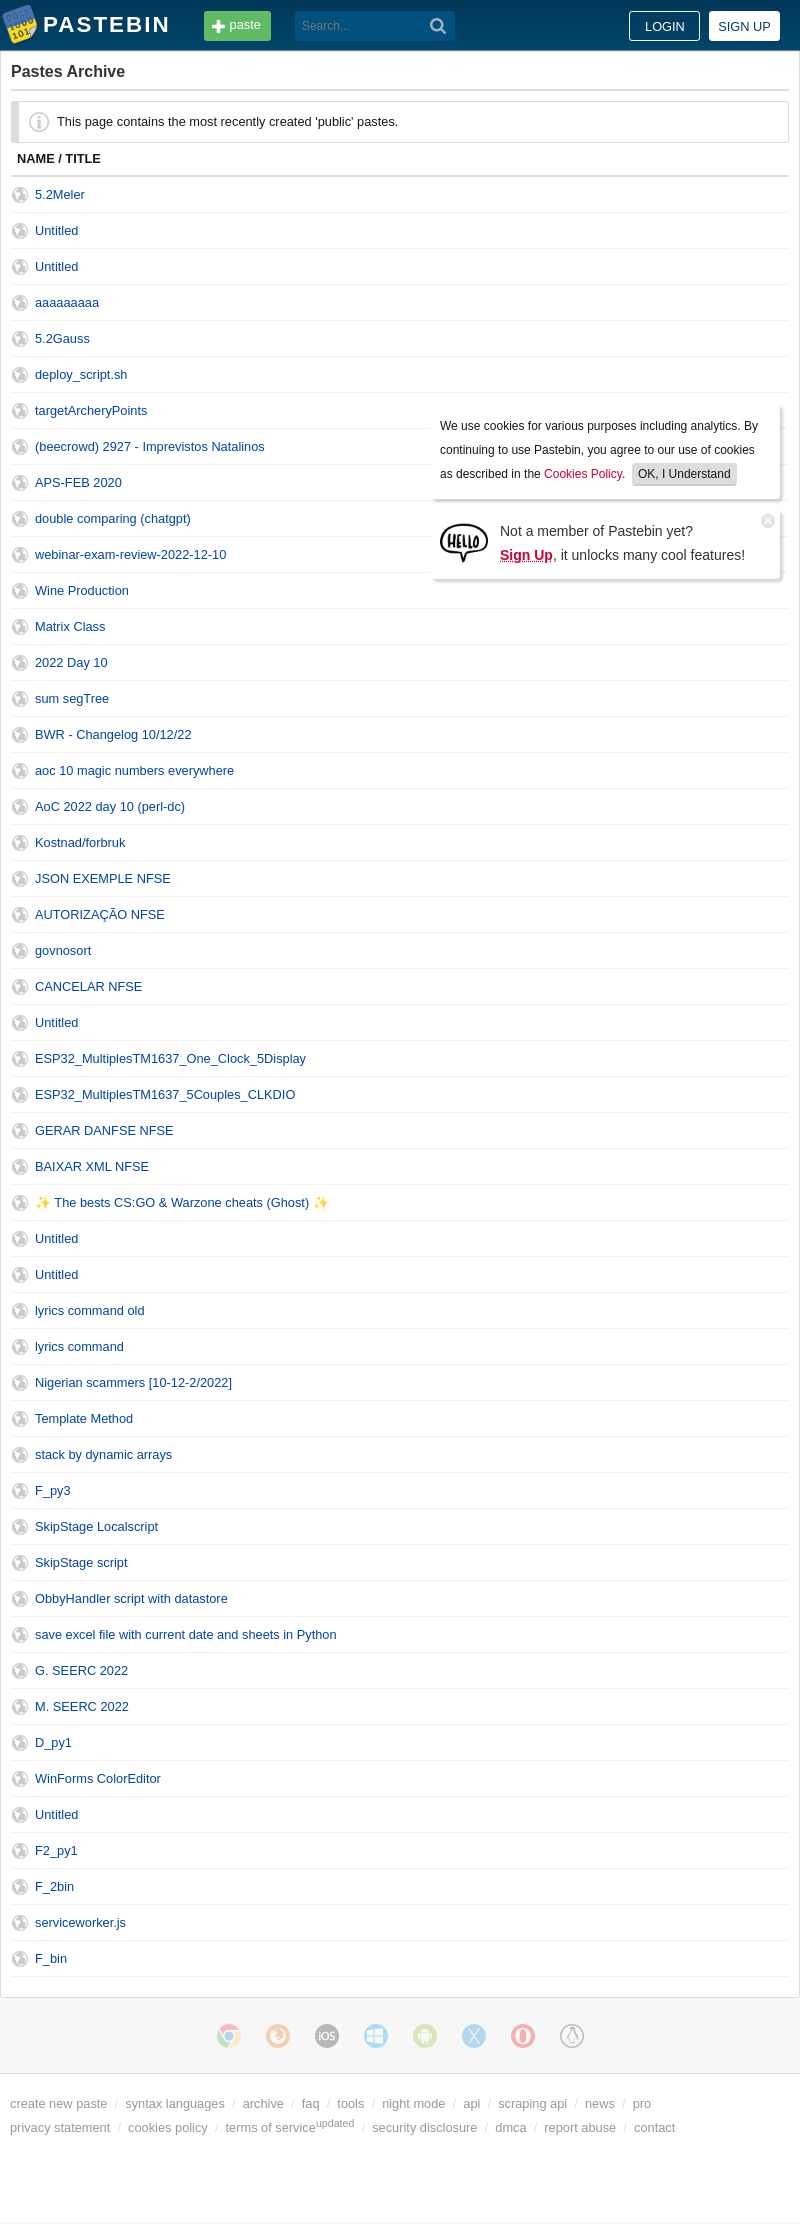 PASTEBIN
paste
Search...
LOGIN
SIGN UP
Pastes Archive
This page contains the most recently created 'public' pastes.
NAME / TITLE
5.2Meler
Untitled
Untitled
aaaaaaaaa
5.2Gauss
deploy_script.sh
targetArcheryPoints
(beecrowd) 2927 - Imprevistos Natalinos
APS-FEB 2020
double comparing (chatgpt)
webinar-exam-review-2022-12-10
We use cookies for various purposes including analytics. By
continuing to use Pastebin, you agree to our use of cookies
as described in the Cookies Policy. OK, I Understand
HELLO
Not a member of Pastebin yet?
Sign Up, it unlocks many cool features!
Wine Production
Matrix Class
2022 Day 10
sum segTree
BWR - Changelog 10/12/22
aoc 10 magic numbers everywhere
AoC 2022 day 10 (perl-dc)
Kostnad/forbruk
JSON EXEMPLE NFSE
AUTORIZAÇÃO NFSE
govnosort
CANCELAR NFSE
Untitled
ESP32_MultiplesTM1637_One_Clock_5Display
ESP32_MultiplesTM1637_5Couples_CLKDIO
GERAR DANFSE NFSE
BAIXAR XML NFSE
✨ The bests CS:GO & Warzone cheats (Ghost) ✨
Untitled
Untitled
lyrics command old
lyrics command
Nigerian scammers [10-12-2/2022]
Template Method
stack by dynamic arrays
F_py3
SkipStage Localscript
SkipStage script
ObbyHandler script with datastore
save excel file with current date and sheets in Python
G. SEERC 2022
M. SEERC 2022
D_py1
WinForms ColorEditor
Untitled
F2_py1
F_2bin
serviceworker.js
F_bin
iOS
create new paste / syntax languages / archive / faq / tools / night mode / api / scraping api / news / pro
privacy statement / cookies policy / terms of service updated / security disclosure / dmca / report abuse / contact